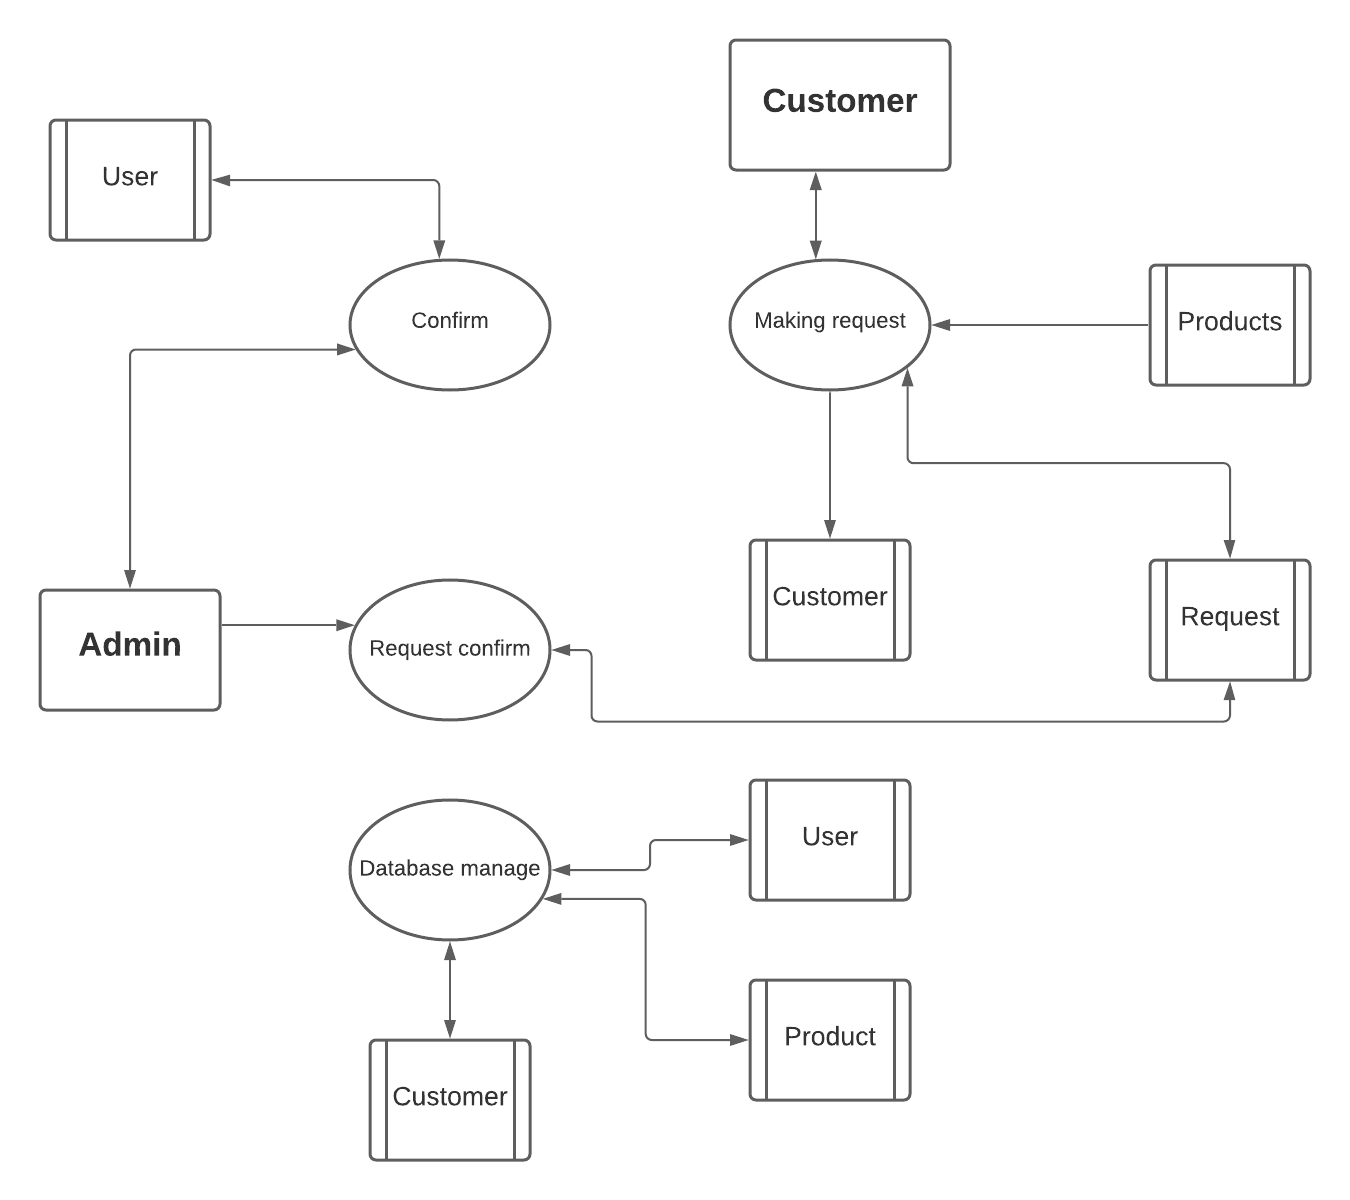 Customer
User
Confirm
Making request
Products
Customer
Request
Admin
Request confirm
User
Database manage
Product
Customer